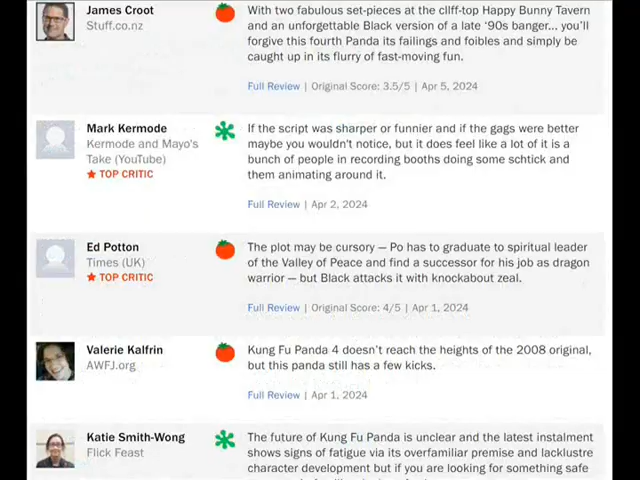 James Croot
Stuff.co.nz
With two fabulous set-pieces at the cliff-top Happy Bunny Tavern
and an unforgettable Black version of a late '90s banger... you'll
forgive this fourth Panda its failings and foibles and simply be
caught up in its flurry of fast-moving fun.
Full Review | Original Score: 3.5/5 | Apr 5, 2024
Mark Kermode
Kermode and Mayo's
Take (YouTube)
TOP CRITIC
If the script was sharper or funnier and if the gags were better
maybe you wouldn't notice, but it does feel like a lot of it is a
bunch of people in recording booths doing some schtick and
them animating around it.
Full Review | Apr 2, 2024
Ed Potton
Times (UK)
TOP CRITIC
The plot may be cursory — Po has to graduate to spiritual leader
of the Valley of Peace and find a successor for his job as dragon
warrior — but Black attacks it with knockabout zeal.
Full Review | Original Score: 4/5 | Apr 1, 2024
Valerie Kalfrin
AWFJ.org
Kung Fu Panda 4 doesn't reach the heights of the 2008 original,
but this panda still has a few kicks.
Full Review | Apr 1, 2024
Katie Smith-Wong
Flick Feast
The future of Kung Fu Panda is unclear and the latest instalment
shows signs of fatigue via its overfamiliar premise and lacklustre
character development but if you are looking for something safe